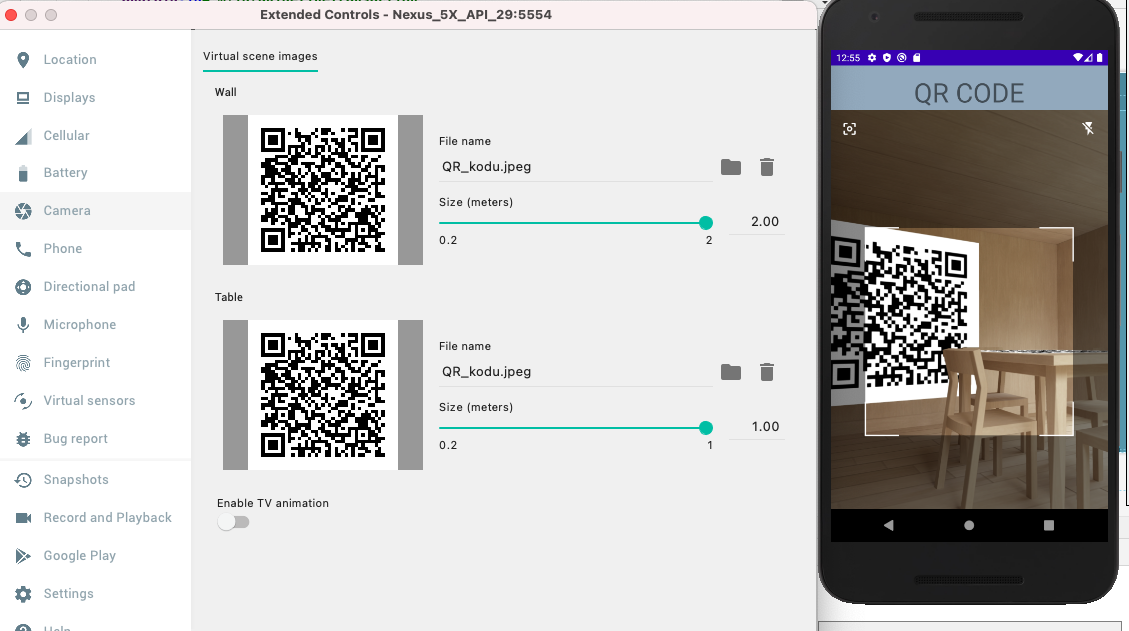 Extended Controls - Nexus_5X_API_29:5554
Location
Displays
Cellular
Battery
Camera
Phone
Directional pad
Microphone
Fingerprint
Virtual sensors
Bug report
Snapshots
Record and Playback
Google Play
Settings
Help
Virtual scene images
Wall
File name
QR_kodu.jpeg
Size (meters)
2.00
0.2 2
Table
File name
QR_kodu.jpeg
Size (meters)
1.00
0.2 1
Enable TV animation
12:55
QR CODE